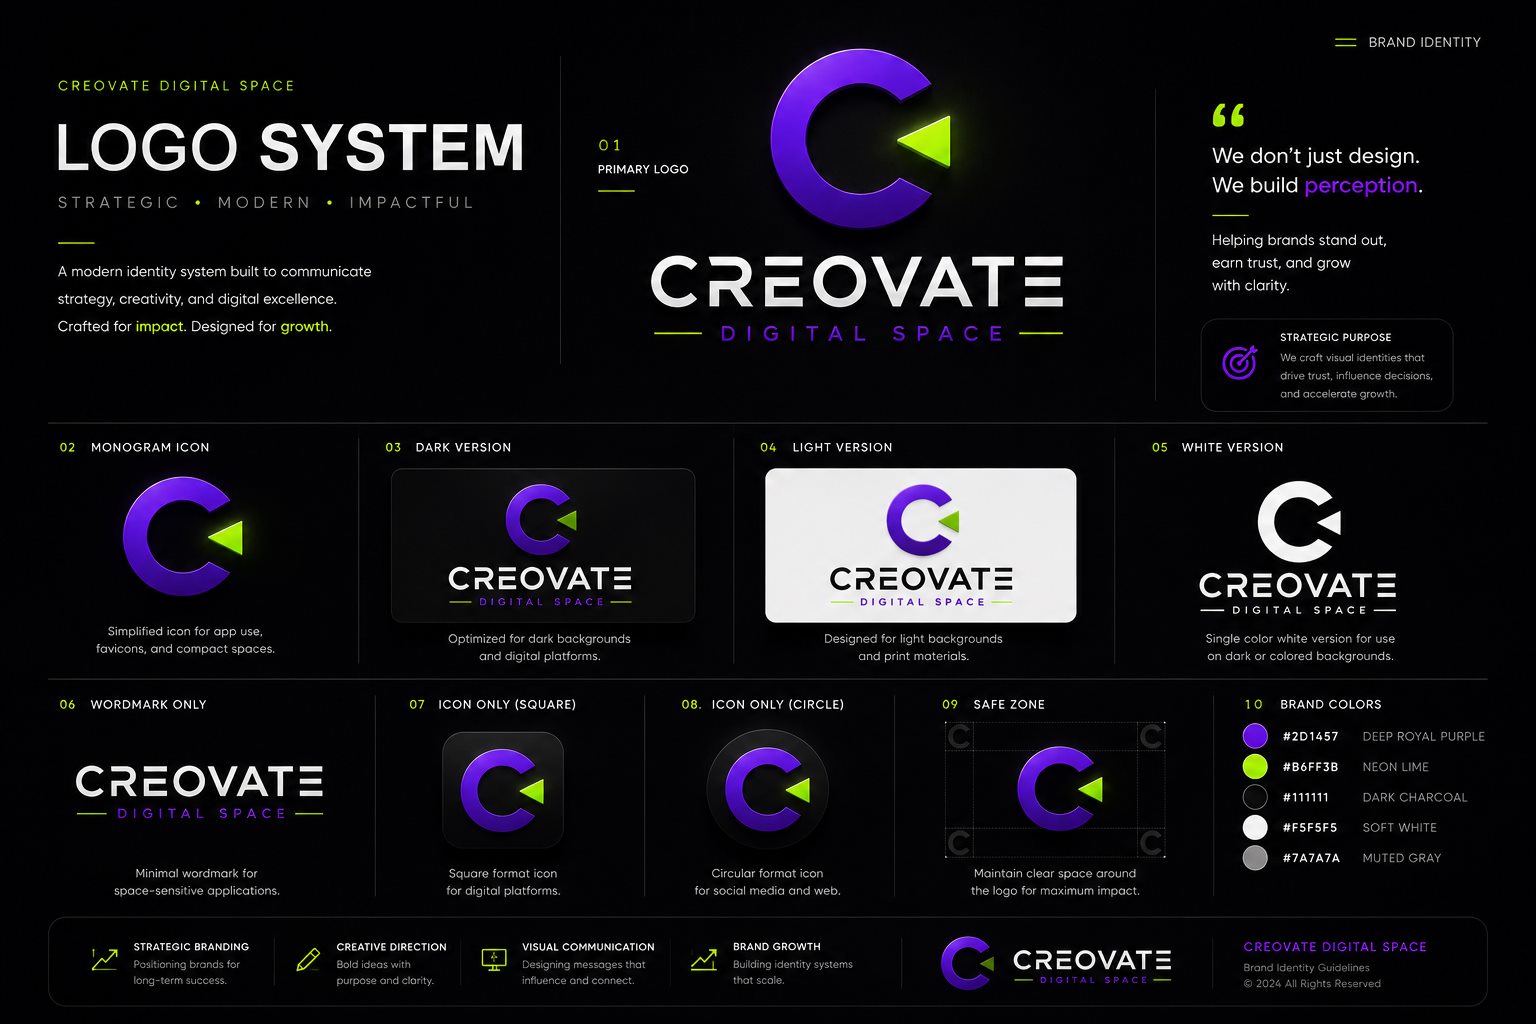 BRAND IDENTITY
CREOVATE DIGITAL SPACE
LOGO SYSTEM
STRATEGIC • MODERN • IMPACTFUL
A modern identity system built to communicate
strategy, creativity, and digital excellence.
Crafted for impact. Designed for growth.
01
PRIMARY LOGO
CREOVATE
DIGITAL SPACE
“
We don’t just design.
We build perception.
Helping brands stand out,
earn trust, and grow
with clarity.
STRATEGIC PURPOSE
We craft visual identities that
drive trust, influence decisions,
and accelerate growth.
02 MONOGRAM ICON
Simplified icon for app use,
favicons, and compact spaces.
03 DARK VERSION
CREOVATE
DIGITAL SPACE
Optimized for dark backgrounds
and digital platforms.
04 LIGHT VERSION
CREOVATE
DIGITAL SPACE
Designed for light backgrounds
and print materials.
05 WHITE VERSION
CREOVATE
DIGITAL SPACE
Single color white version for use
on dark or colored backgrounds.
06 WORDMARK ONLY
CREOVATE
DIGITAL SPACE
Minimal wordmark for
space-sensitive applications.
07 ICON ONLY (SQUARE)
Square format icon
for digital platforms.
08. ICON ONLY (CIRCLE)
Circular format icon
for social media and web.
09 SAFE ZONE
Maintain clear space around
the logo for maximum impact.
10 BRAND COLORS
#2D1457 DEEP ROYAL PURPLE
#B6FF3B NEON LIME
#111111 DARK CHARCOAL
#F5F5F5 SOFT WHITE
#7A7A7A MUTED GRAY
STRATEGIC BRANDING
Positioning brands for
long-term success.
CREATIVE DIRECTION
Bold ideas with
purpose and clarity.
VISUAL COMMUNICATION
Designing messages that
influence and connect.
BRAND GROWTH
Building identity systems
that scale.
CREOVATE
DIGITAL SPACE
CREOVATE DIGITAL SPACE
Brand Identity Guidelines
© 2024 All Rights Reserved